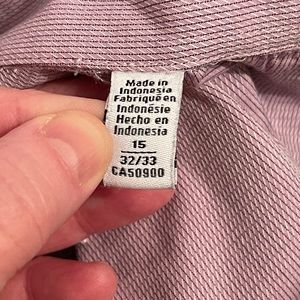 Made in
Indonesia
Fabriqué en
Indonésie
Hecho en
Indonesia
15
32/33
CA50900